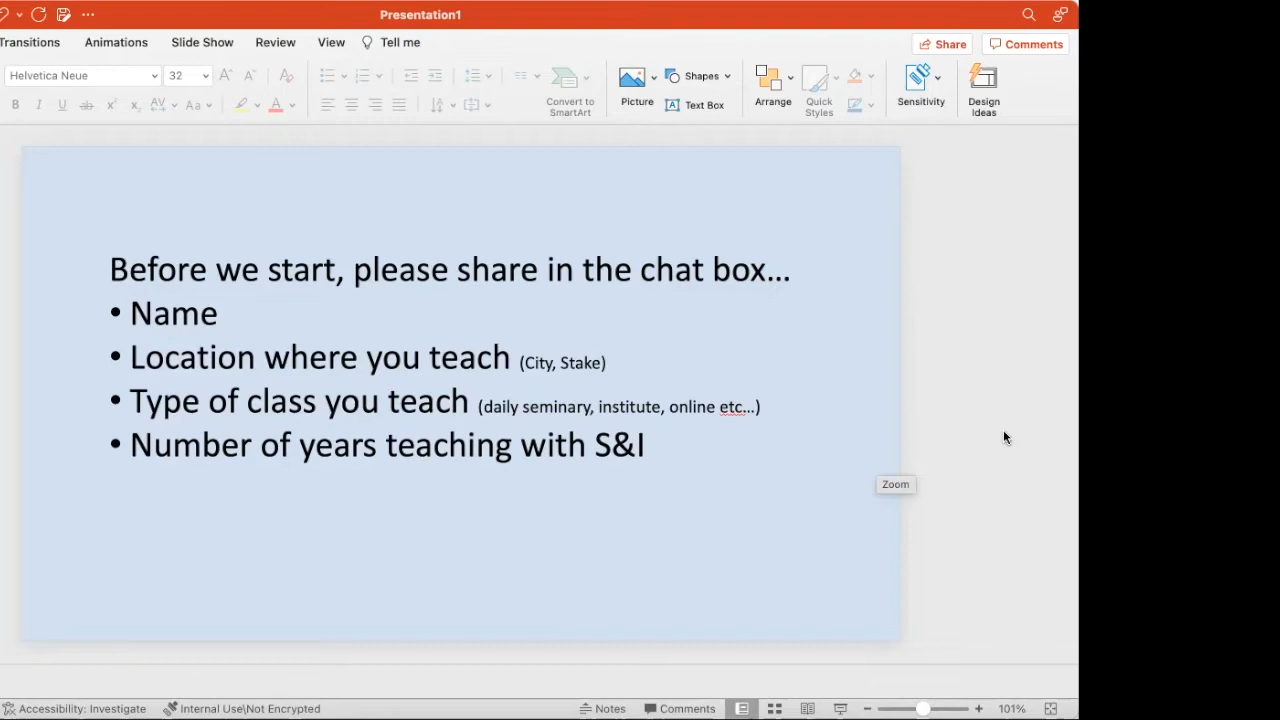 Presentation1
Transitions Animations Slide Show Review View Tell me Share Comments
Helvetica Neue 32
Convert to SmartArt Picture Shapes Text Box Arrange Quick Styles Sensitivity Design Ideas
B I U ab Aa A
Before we start, please share in the chat box...
• Name
• Location where you teach (City, Stake)
• Type of class you teach (daily seminary, institute, online etc...)
• Number of years teaching with S&I
Zoom
Accessibility: Investigate Internal Use\Not Encrypted Notes Comments 101%